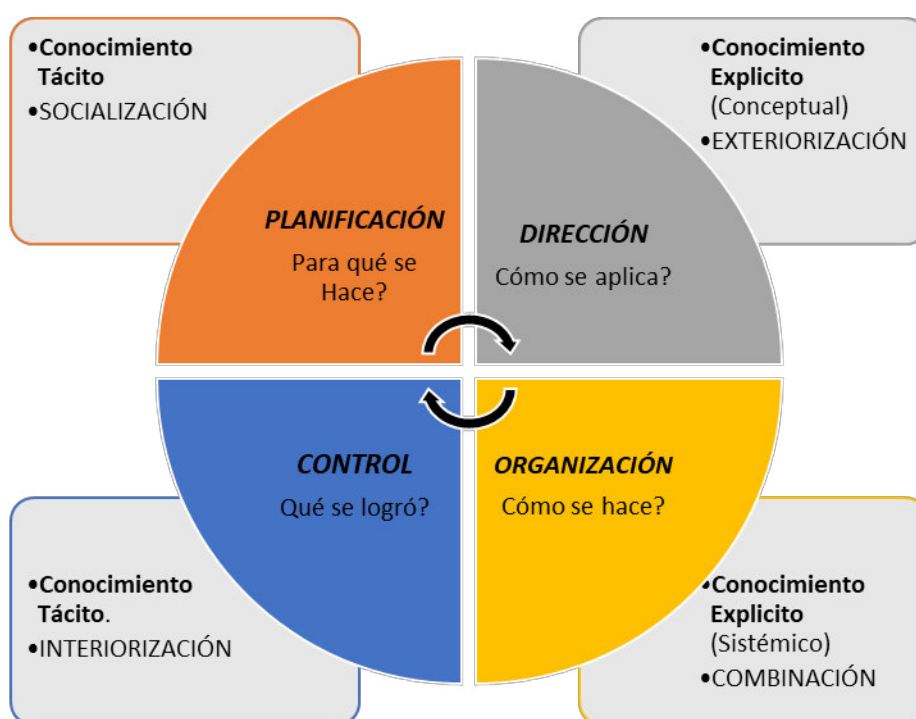 •Conocimiento
Tácito
•SOCIALIZACIÓN
•Conocimiento
Explicito
(Conceptual)
•EXTERIORIZACIÓN
PLANIFICACIÓN
Para qué se
Hace?
DIRECCIÓN
Cómo se aplica?
CONTROL
Qué se logró?
ORGANIZACIÓN
Cómo se hace?
•Conocimiento
Tácito.
•INTERIORIZACIÓN
•Conocimiento
Explicito
(Sistémico)
•COMBINACIÓN